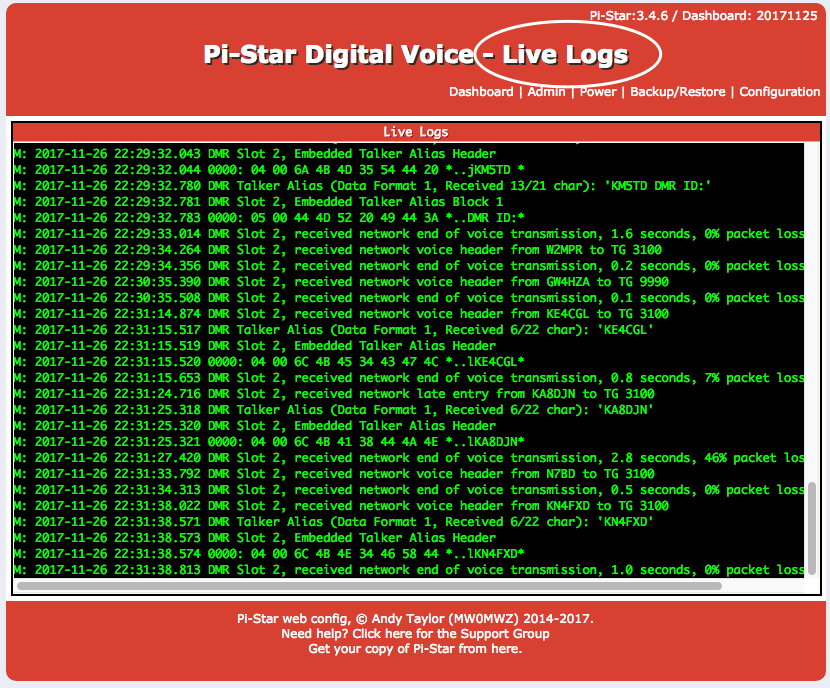 Pi-Star:3.4.6 / Dashboard: 20171125
Pi-Star Digital Voice - Live Logs
Dashboard | Admin | Power | Backup/Restore | Configuration
Live Logs
M: 2017-11-26 22:29:32.043 DMR Slot 2, Embedded Talker Alias Header
M: 2017-11-26 22:29:32.044 0000: 04 00 6A 4B 4D 35 54 44 20 *..jKM5TD *
M: 2017-11-26 22:29:32.780 DMR Talker Alias (Data Format 1, Received 13/21 char): 'KM5TD DMR ID:'
M: 2017-11-26 22:29:32.781 DMR Slot 2, Embedded Talker Alias Block 1
M: 2017-11-26 22:29:32.783 0000: 05 00 44 4D 52 20 49 44 3A *..DMR ID:*
M: 2017-11-26 22:29:33.014 DMR Slot 2, received network end of voice transmission, 1.6 seconds, 0% packet loss
M: 2017-11-26 22:29:34.264 DMR Slot 2, received network voice header from W2MPR to TG 3100
M: 2017-11-26 22:29:34.356 DMR Slot 2, received network end of voice transmission, 0.2 seconds, 0% packet loss
M: 2017-11-26 22:30:35.390 DMR Slot 2, received network voice header from GW4HZA to TG 9990
M: 2017-11-26 22:30:35.508 DMR Slot 2, received network end of voice transmission, 0.1 seconds, 0% packet loss
M: 2017-11-26 22:31:14.874 DMR Slot 2, received network voice header from KE4CGL to TG 3100
M: 2017-11-26 22:31:15.517 DMR Talker Alias (Data Format 1, Received 6/22 char): 'KE4CGL'
M: 2017-11-26 22:31:15.519 DMR Slot 2, Embedded Talker Alias Header
M: 2017-11-26 22:31:15.520 0000: 04 00 6C 4B 45 34 43 47 4C *..lKE4CGL*
M: 2017-11-26 22:31:15.653 DMR Slot 2, received network end of voice transmission, 0.8 seconds, 7% packet loss
M: 2017-11-26 22:31:24.716 DMR Slot 2, received network late entry from KA8DJN to TG 3100
M: 2017-11-26 22:31:25.318 DMR Talker Alias (Data Format 1, Received 6/22 char): 'KA8DJN'
M: 2017-11-26 22:31:25.320 DMR Slot 2, Embedded Talker Alias Header
M: 2017-11-26 22:31:25.321 0000: 04 00 6C 4B 41 38 44 4A 4E *..lKA8DJN*
M: 2017-11-26 22:31:27.420 DMR Slot 2, received network end of voice transmission, 2.8 seconds, 46% packet los
M: 2017-11-26 22:31:33.792 DMR Slot 2, received network voice header from N7BD to TG 3100
M: 2017-11-26 22:31:34.313 DMR Slot 2, received network end of voice transmission, 0.5 seconds, 0% packet loss
M: 2017-11-26 22:31:38.022 DMR Slot 2, received network voice header from KN4FXD to TG 3100
M: 2017-11-26 22:31:38.571 DMR Talker Alias (Data Format 1, Received 6/22 char): 'KN4FXD'
M: 2017-11-26 22:31:38.573 DMR Slot 2, Embedded Talker Alias Header
M: 2017-11-26 22:31:38.574 0000: 04 00 6C 4B 4E 34 46 58 44 *..lKN4FXD*
M: 2017-11-26 22:31:38.813 DMR Slot 2, received network end of voice transmission, 1.0 seconds, 0% packet loss
Pi-Star web config, © Andy Taylor (MW0MWZ) 2014-2017.
Need help? Click here for the Support Group
Get your copy of Pi-Star from here.